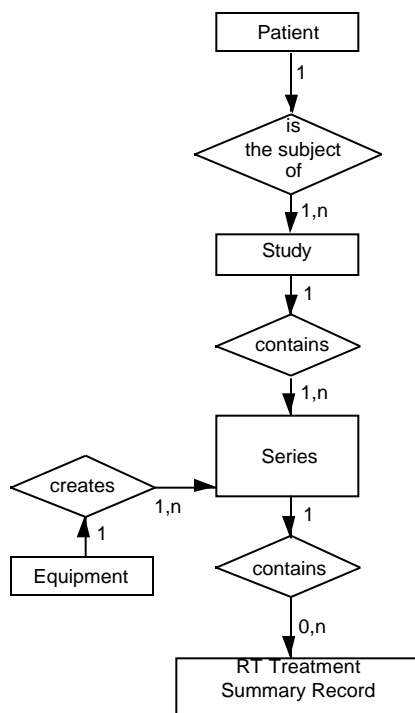 Patient
1
is
the subject
of
1,n
Study
1
contains
1,n
Series
creates
1,n
1
1
Equipment
contains
0,n
RT Treatment
Summary Record